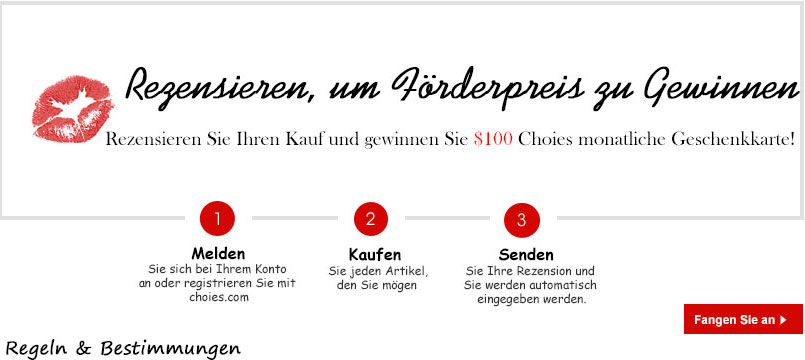 Rezensieren, um Förderpreis zu Gewinnen
Rezensieren Sie Ihren Kauf und gewinnen Sie $100 Choies monatliche Geschenkkarte!
1
Melden
Sie sich bei Ihrem Konto
an oder registrieren Sie mit
choies.com
2
Kaufen
Sie jeden Artikel,
den Sie mögen
3
Senden
Sie Ihre Rezension und
Sie werden automatisch
eingegeben werden.
Fangen Sie an
Regeln & Bestimmungen